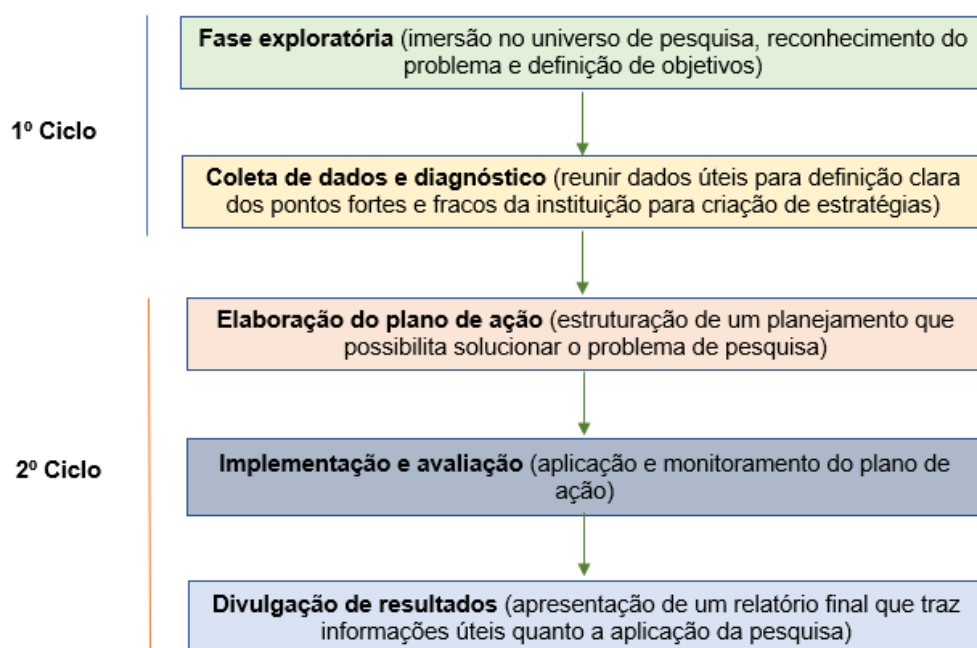 Fase exploratória (imersão no universo de pesquisa, reconhecimento do
problema e definição de objetivos)
1º Ciclo
Coleta de dados e diagnóstico (reunir dados úteis para definição clara
dos pontos fortes e fracos da instituição para criação de estratégias)
Elaboração do plano de ação (estruturação de um planejamento que
possibilita solucionar o problema de pesquisa)
2º Ciclo
Implementação e avaliação (aplicação e monitoramento do plano de
ação)
Divulgação de resultados (apresentação de um relatório final que traz
informações úteis quanto a aplicação da pesquisa)